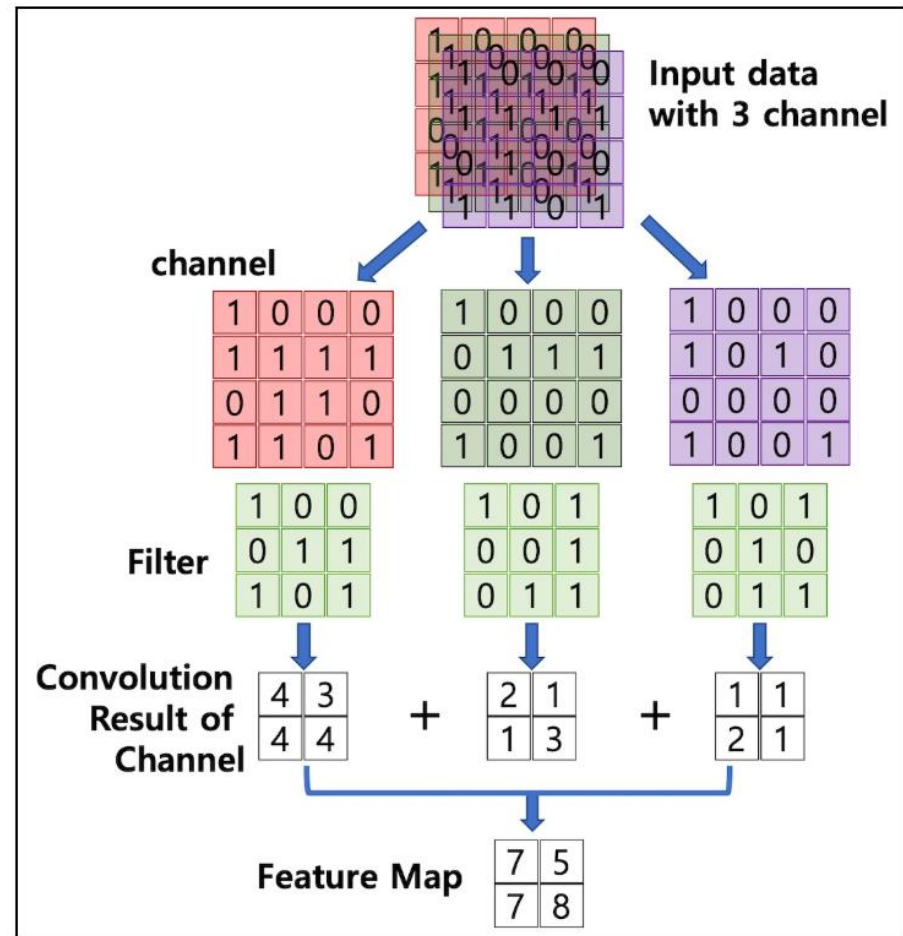 Input data
with 3 channel
channel
1 0 0 0
1 1 1 1
0 1 1 0
1 1 0 1
1 0 0 0
0 1 1 1
0 0 0 0
1 0 0 1
1 0 0 0
1 0 1 0
0 0 0 0
1 0 0 1
Filter
1 0 0
0 1 1
1 0 1
1 0 1
0 0 1
0 1 1
1 0 1
0 1 0
0 1 1
Convolution
Result of
Channel
4 3
4 4
+
2 1
1 3
+
1 1
2 1
Feature Map
7 5
7 8